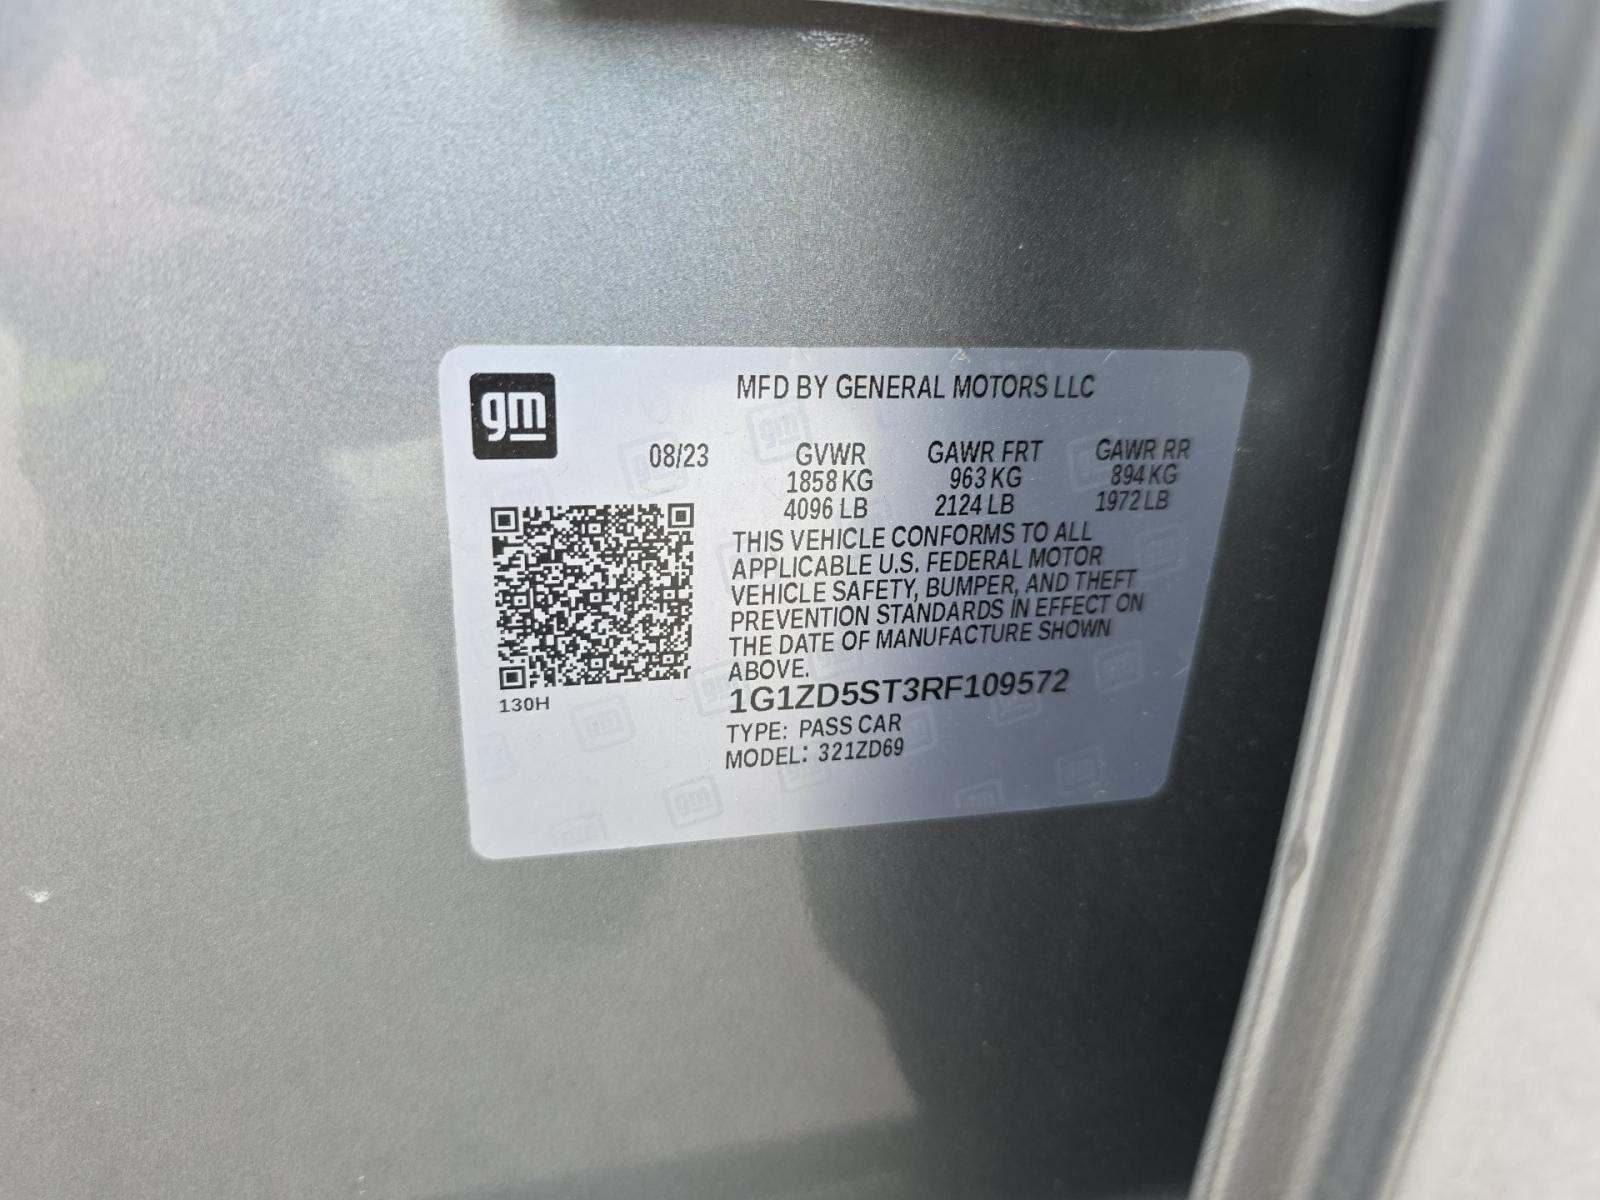 gm
MFD BY GENERAL MOTORS LLC
08/23 GVWR GAWR FRT GAWR RR
1858 KG 963 KG 894 KG
4096 LB 2124 LB 1972 LB
THIS VEHICLE CONFORMS TO ALL
APPLICABLE U.S. FEDERAL MOTOR
VEHICLE SAFETY, BUMPER, AND THEFT
PREVENTION STANDARDS IN EFFECT ON
THE DATE OF MANUFACTURE SHOWN
ABOVE.
130H
1G1ZD5ST3RF109572
TYPE: PASS CAR
MODEL: 321ZD69